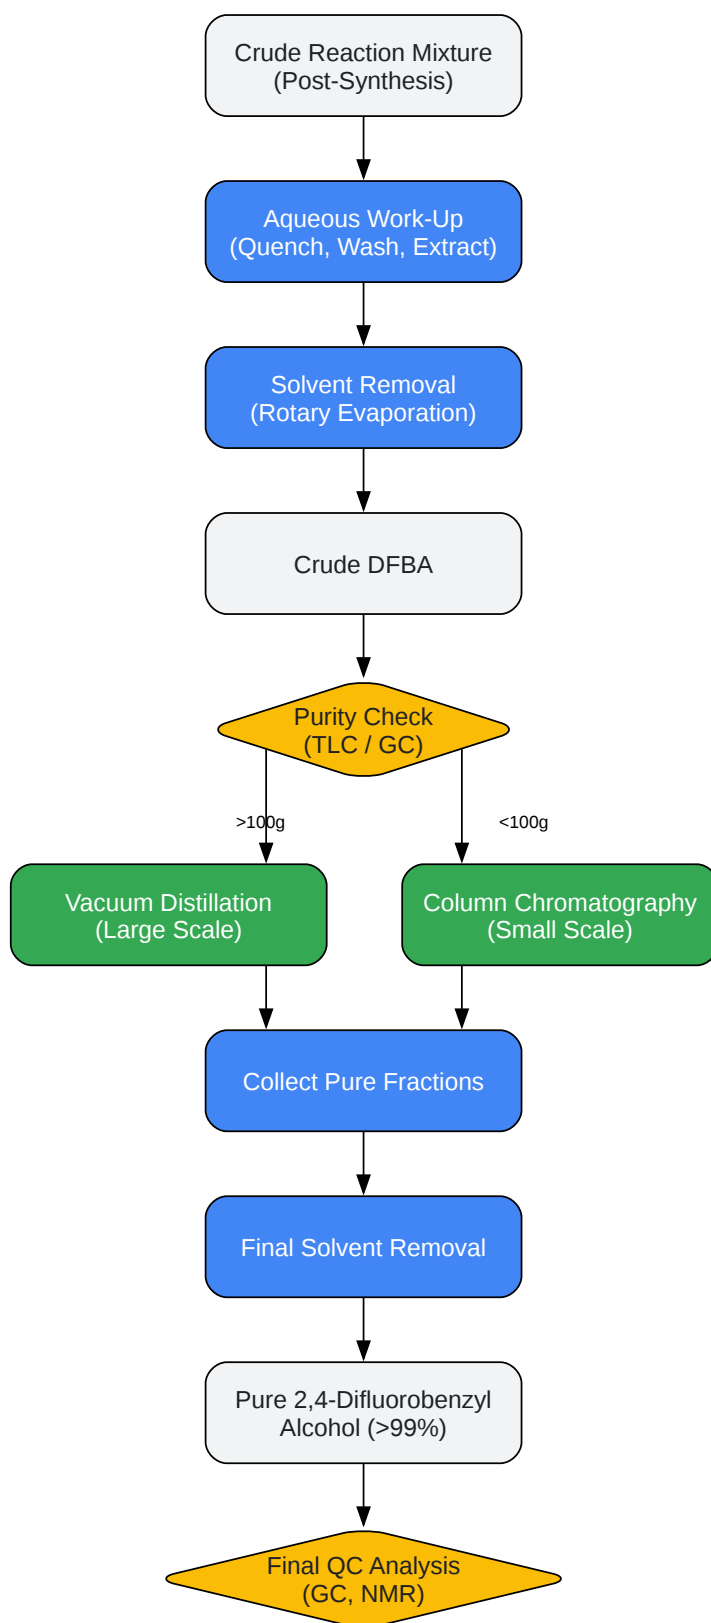 Crude Reaction Mixture
(Post-Synthesis)
Aqueous Work-Up
(Quench, Wash, Extract)
Solvent Removal
(Rotary Evaporation)
Crude DFBA
Purity Check
(TLC / GC)
>100g
<100g
Vacuum Distillation
(Large Scale)
Column Chromatography
(Small Scale)
Collect Pure Fractions
Final Solvent Removal
Pure 2,4-Difluorobenzyl
Alcohol (>99%)
Final QC Analysis
(GC, NMR)